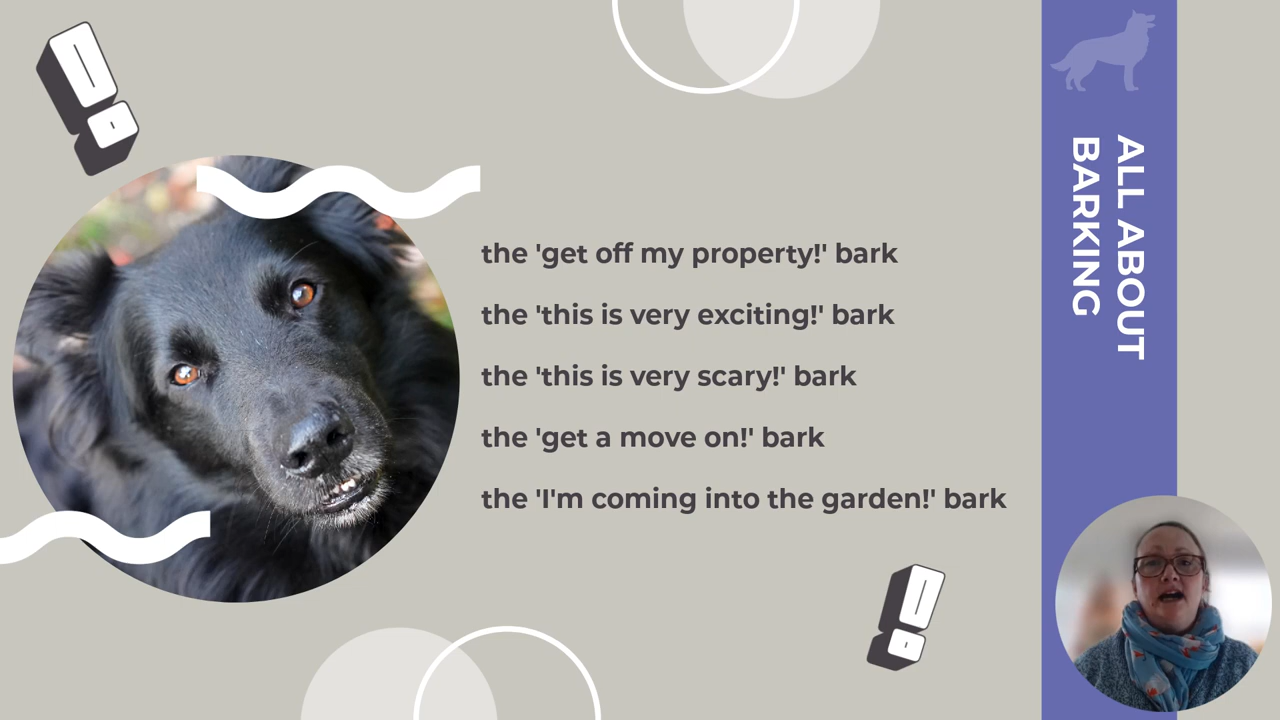 the 'get off my property!' bark
the 'this is very exciting!' bark
the 'this is very scary!' bark
the 'get a move on!' bark
the 'I'm coming into the garden!' bark
ALL ABOUT
BARKING